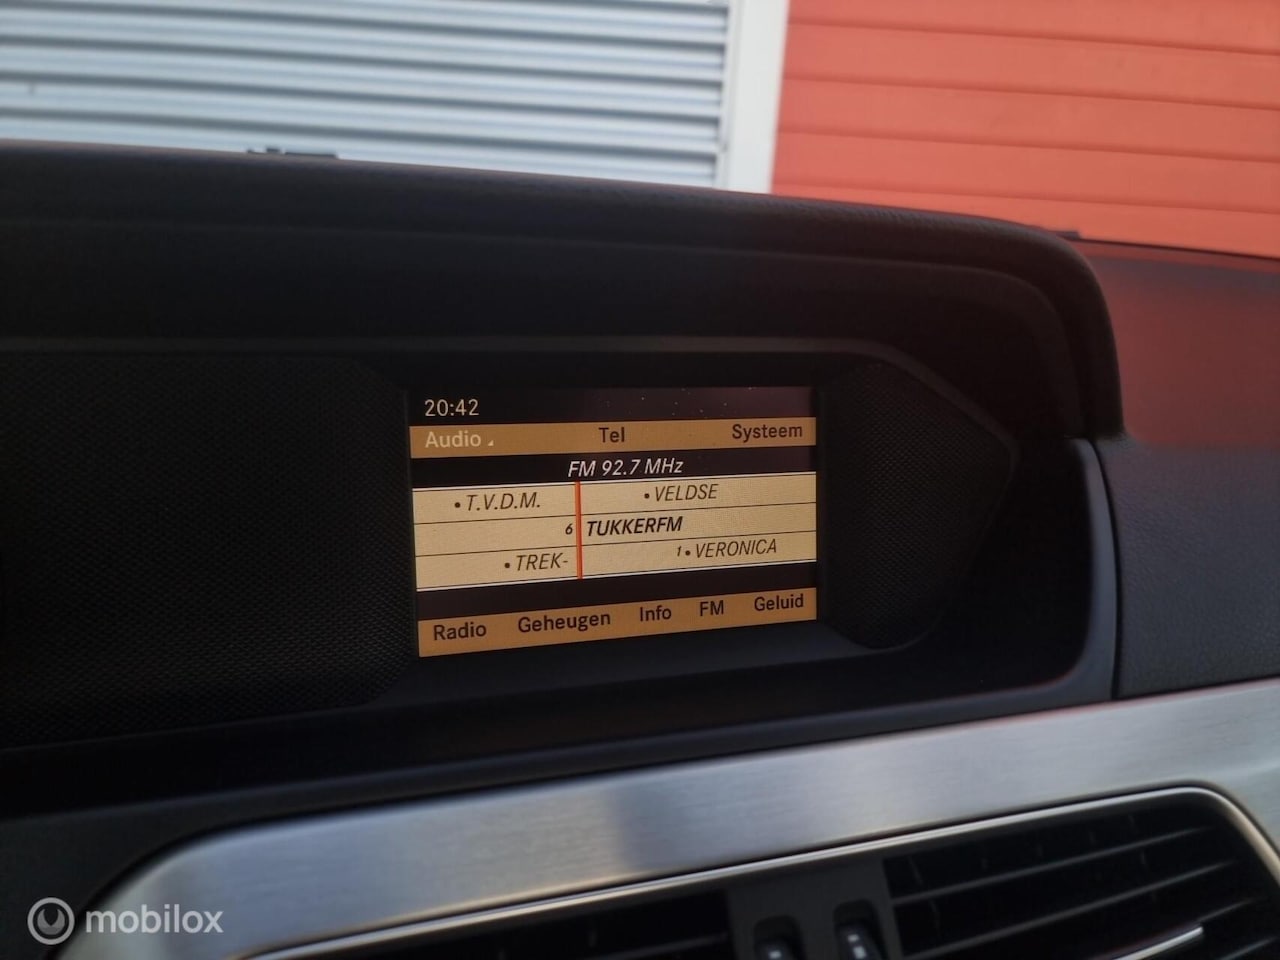 20:42
Audio Tel Systeem
FM 92.7 MHz
• T.V.D.M. • VELDSE
6 TUKKERFM
• TREK- 1• VERONICA
Radio Geheugen Info FM Geluid
mobilox